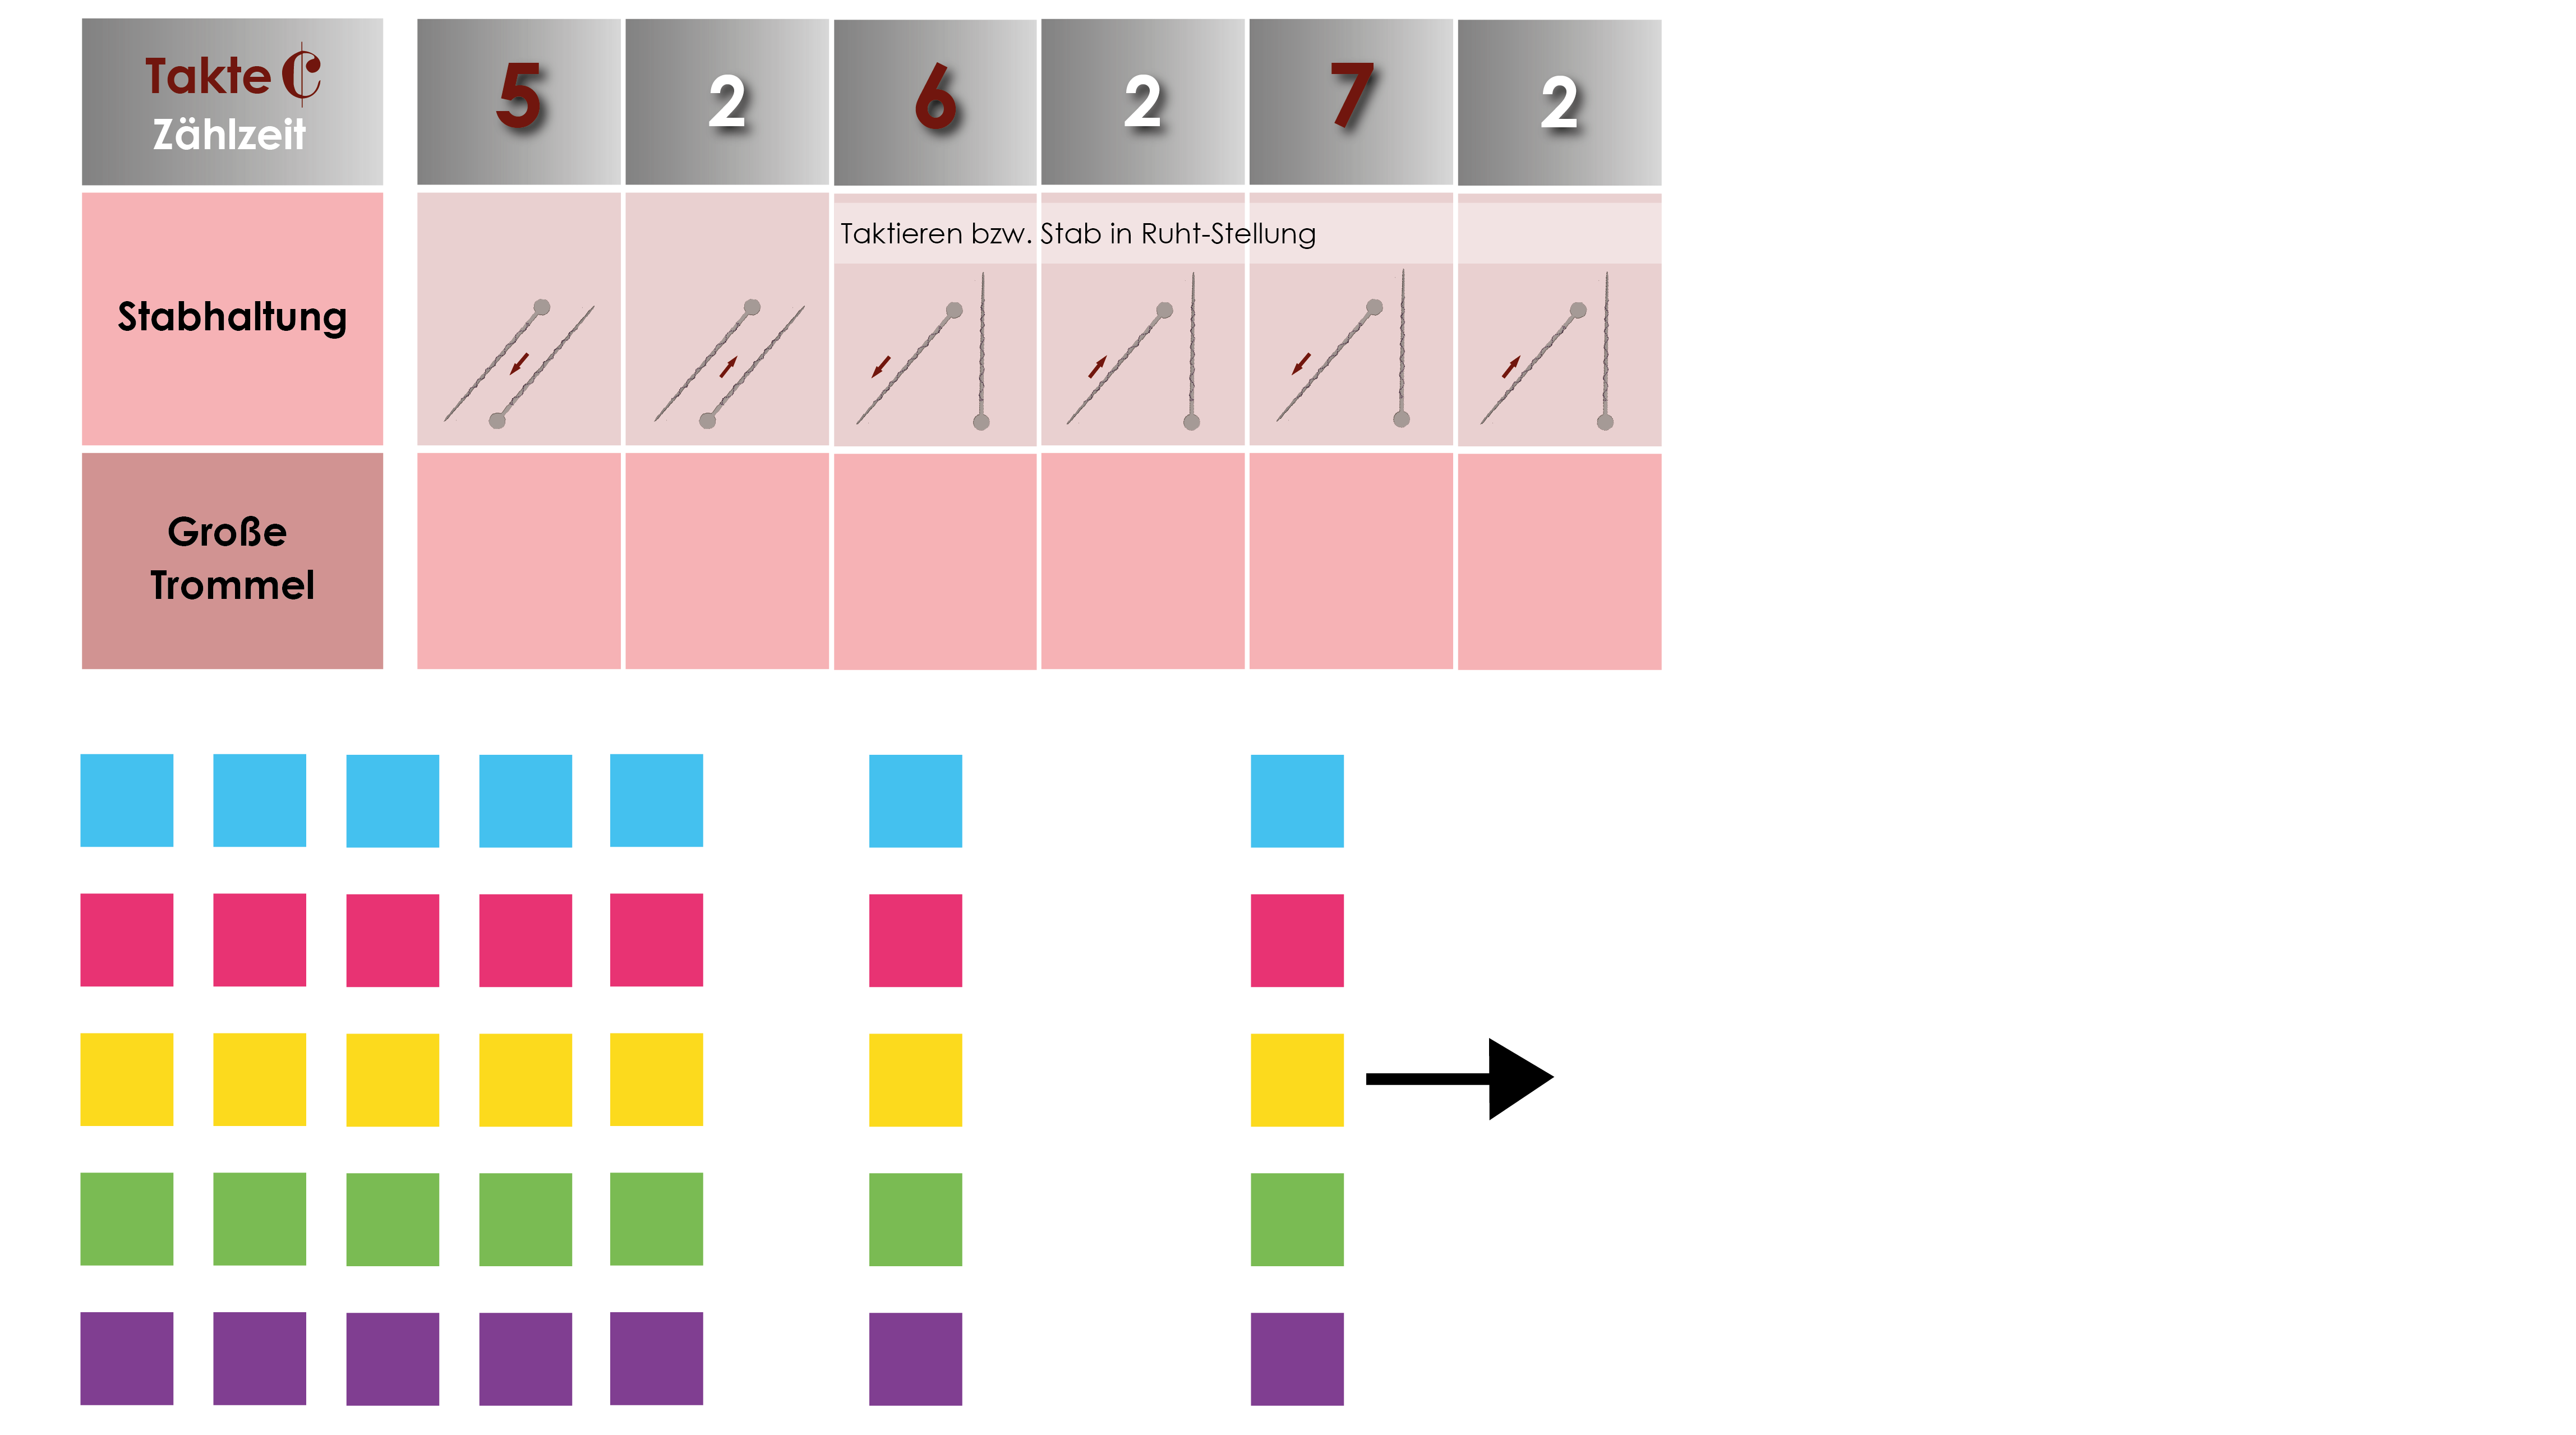 Takte 𝄵
Zählzeit
5 2 6 2 7 2
Taktieren bzw. Stab in Ruht-Stellung
Stabhaltung
Große
Trommel